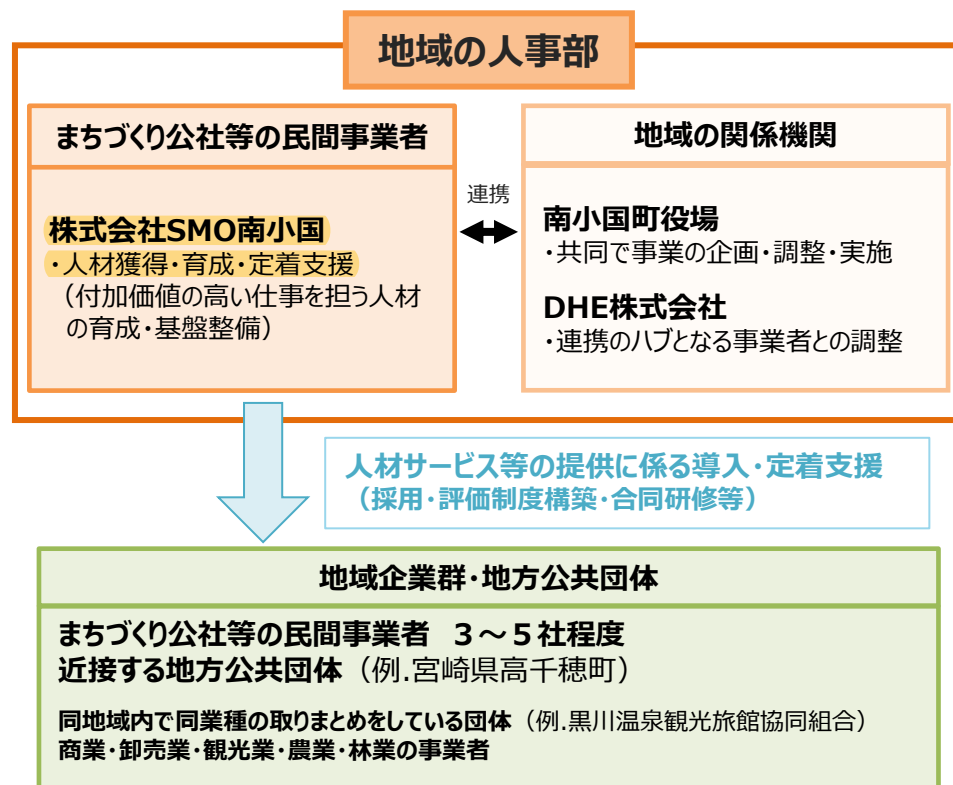 地域の人事部
まちづくり公社等の民間事業者
株式会社SMO南小国
・人材獲得・育成・定着支援
（付加価値の高い仕事を担う人材
の育成・基盤整備）
連携
地域の関係機関
南小国町役場
・共同で事業の企画・調整・実施
DHE株式会社
・連携のハブとなる事業者との調整
人材サービス等の提供に係る導入・定着支援
（採用・評価制度構築・合同研修等）
地域企業群・地方公共団体
まちづくり公社等の民間事業者　３～５社程度
近接する地方公共団体（例.宮崎県高千穂町）
同地域内で同業種の取りまとめをしている団体（例.黒川温泉観光旅館協同組合）
商業・卸売業・観光業・農業・林業の事業者